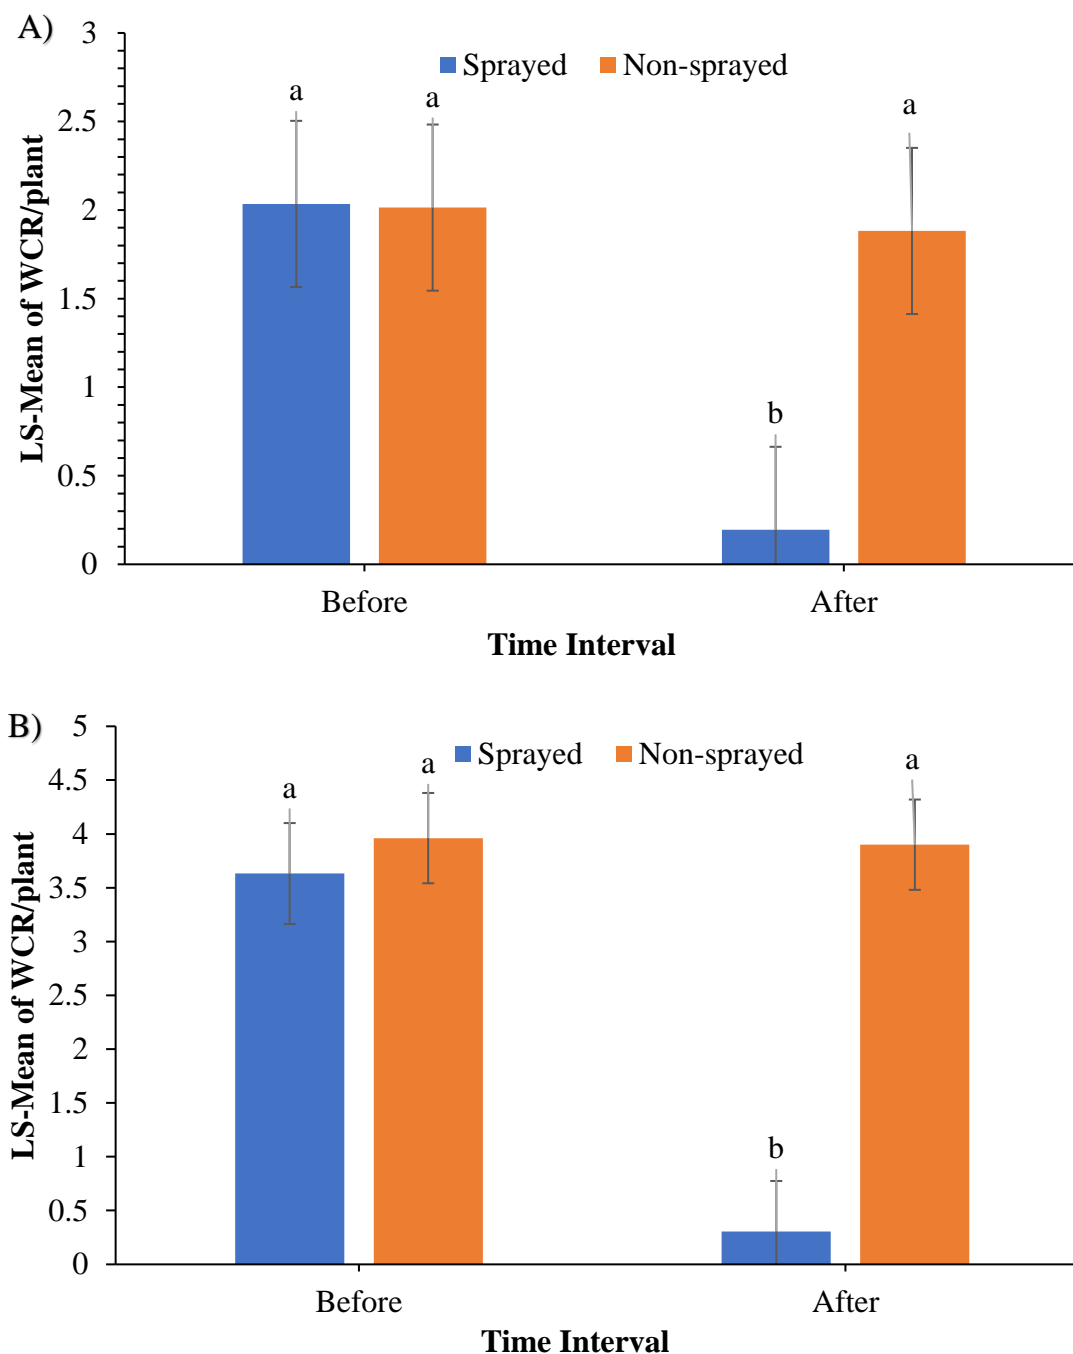 A)
Sprayed Non-sprayed
LS-Mean of WCR/plant
3
2.5
2
1.5
1
0.5
0
a
a
b
a
Before After
Time Interval
B)
Sprayed Non-sprayed
LS-Mean of WCR/plant
5
4.5
4
3.5
3
2.5
2
1.5
1
0.5
0
a
a
b
a
Before After
Time Interval